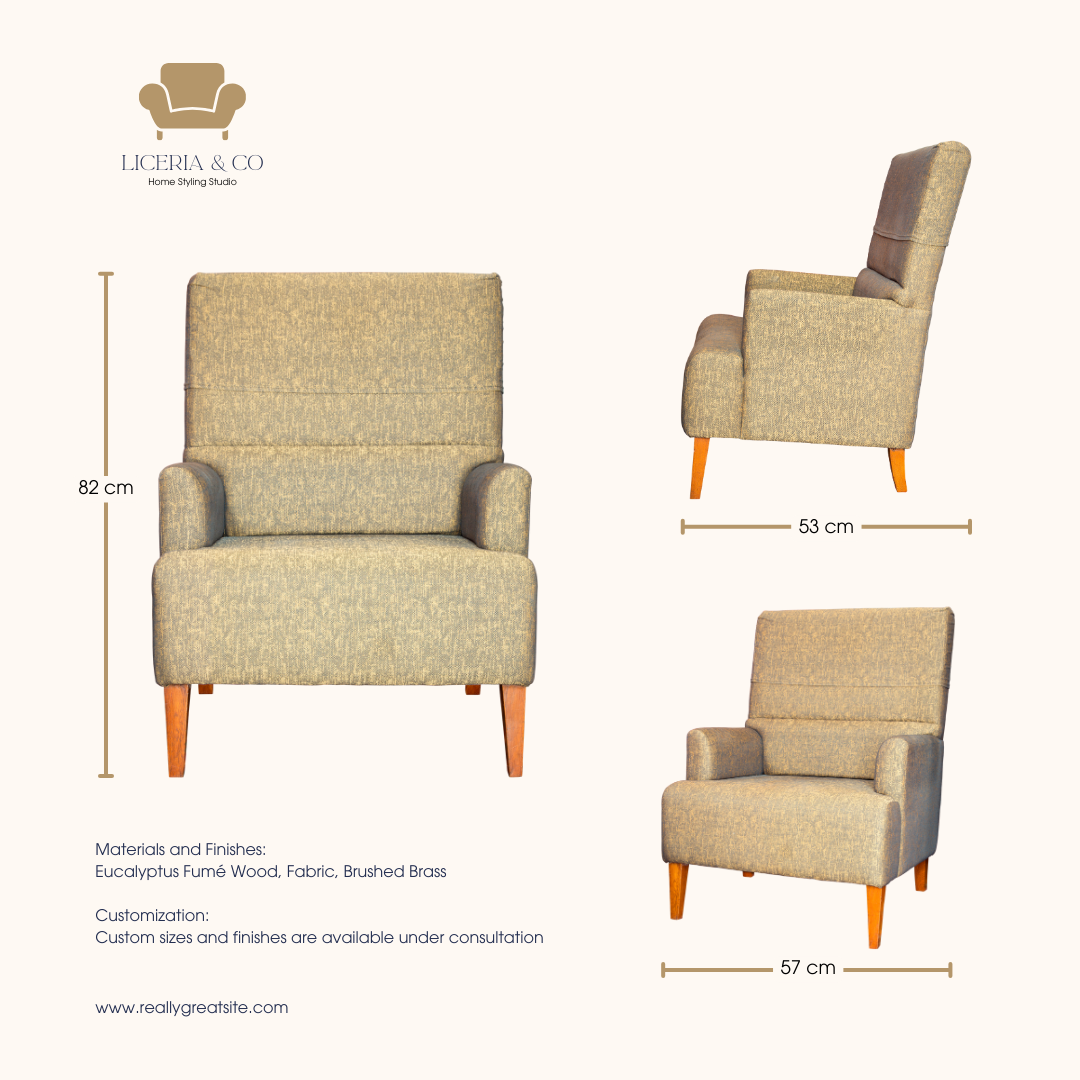 LICERIA & CO
Home Styling Studio
82 cm
53 cm
57 cm
Materials and Finishes:
Eucalyptus Fumé Wood, Fabric, Brushed Brass
Customization:
Custom sizes and finishes are available under consultation
www.reallygreatsite.com